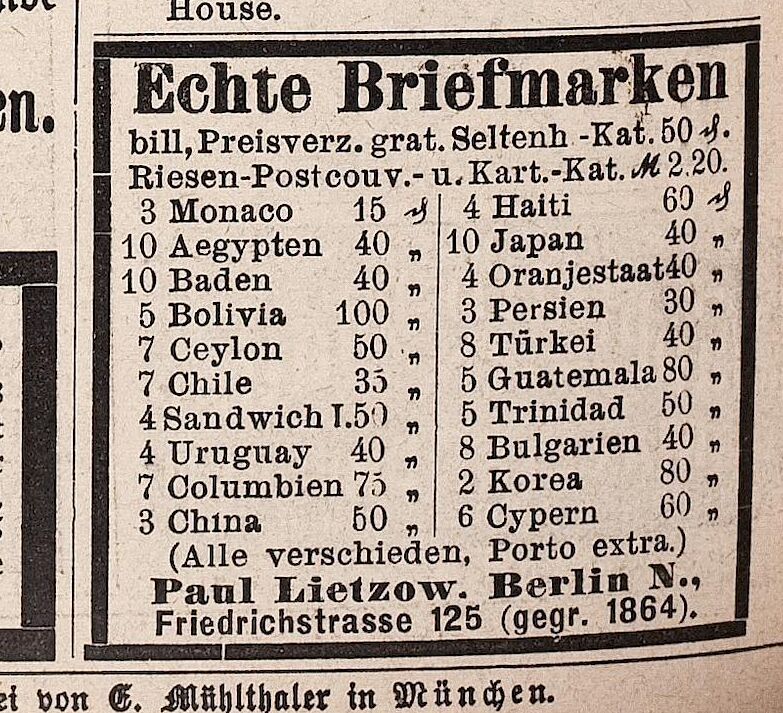 House.
en.
Echte Briefmarken
bill, Preisverz. grat. Seltenh.-Kat. 50 ₰.
Riesen-Postcouv.- u. Kart.-Kat. ℳ 2.20.
3 Monaco 15 ₰
10 Aegypten 40 „
10 Baden 40 „
5 Bolivia 100 „
7 Ceylon 50 „
7 Chile 35 „
4 Sandwich I. 50 „
4 Uruguay 40 „
7 Columbien 75 „
3 China 50 „
4 Haiti 60 ₰
10 Japan 40 „
4 Oranjestaat 40 „
3 Persien 30 „
8 Türkei 40 „
5 Guatemala 80 „
5 Trinidad 50 „
8 Bulgarien 40 „
2 Korea 80 „
6 Cypern 60 „
(Alle verschieden, Porto extra.)
Paul Lietzow. Berlin N.,
Friedrichstrasse 125 (gegr. 1864).
ei von E. Mühlthaler in München.